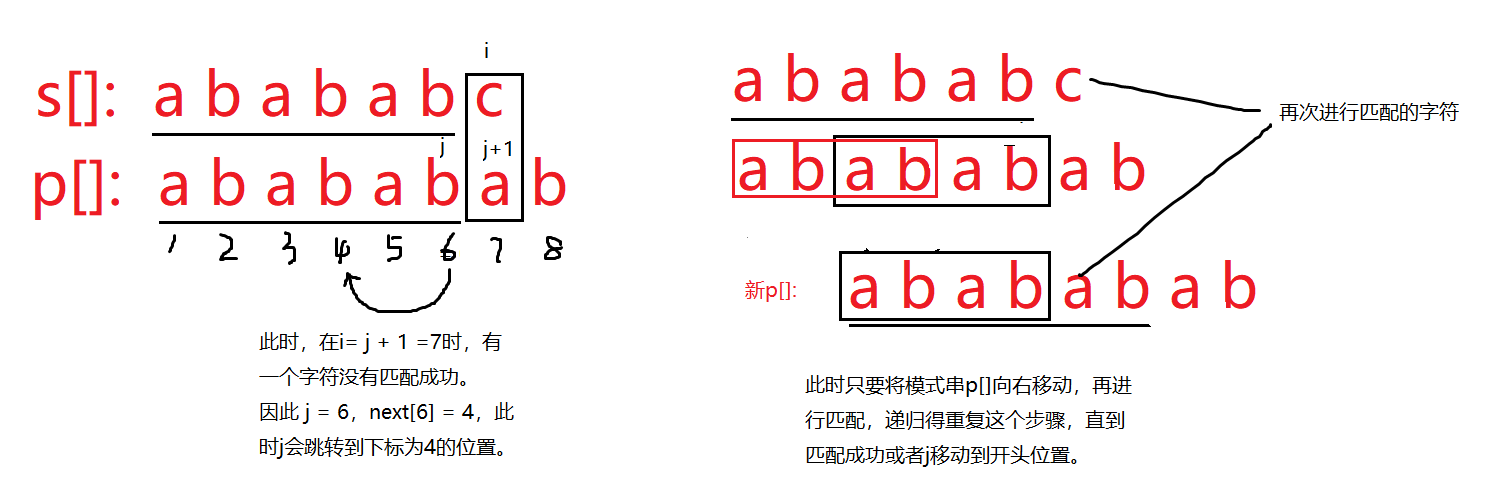 i
s[]: a b a b a b c
j
j+1
p[]: a b a b a b a b
1 2 3 4 5 6 7 8
此时，在i= j + 1 =7时，有
一个字符没有匹配成功。
因此 j = 6，next[6] = 4，此
时j会跳转到下标为4的位置。
a b a b a b c
再次进行匹配的字符
a b a b a b a b
新p[]: a b a b a b a b
此时只要将模式串p[]向右移动，再进
行匹配，递归得重复这个步骤，直到
匹配成功或者j移动到开头位置。